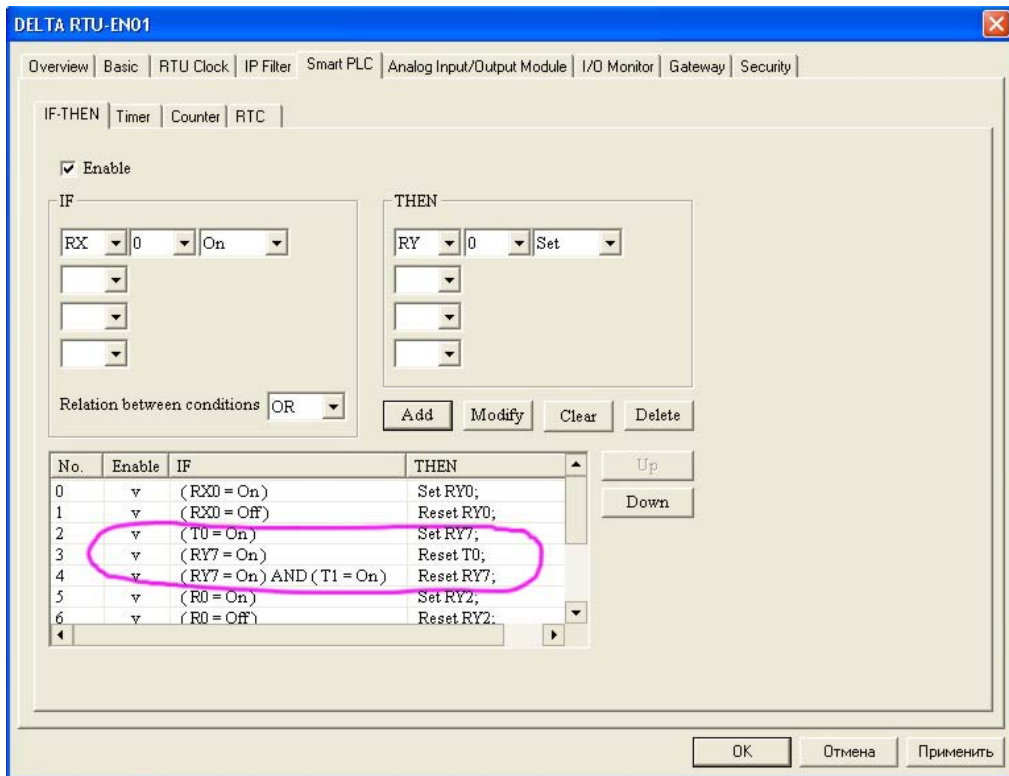 DELTA RTU-EN01
Overview Basic RTU Clock IP Filter Smart PLC Analog Input/Output Module I/O Monitor Gateway Security
IF-THEN Timer Counter RTC
Enable
IF THEN
RX 0 On RY 0 Set
Relation between conditions OR
Add Modify Clear Delete
No. Enable IF THEN Up
0 v ( RX0 = On ) Set RY0;
1 v ( RX0 = Off ) Reset RY0; Down
2 v ( T0 = On ) Set RY7;
3 v ( RY7 = On ) Reset T0;
4 v ( RY7 = On ) AND ( T1 = On ) Reset RY7;
5 v ( R0 = On ) Set RY2;
6 v ( R0 = Off ) Reset RY2;
OK Отмена Применить